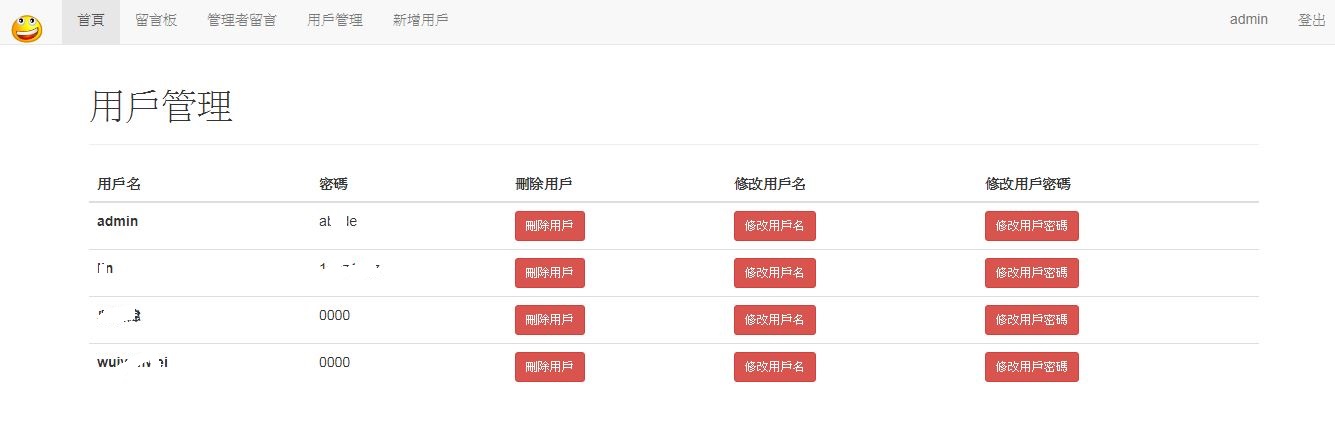 首頁 留言板 管理者留言 用戶管理 新增用戶 admin 登出
用戶管理
用戶名 密碼 刪除用戶 修改用戶名 修改用戶密碼
admin 刪除用戶 修改用戶名 修改用戶密碼
刪除用戶 修改用戶名 修改用戶密碼
0000 刪除用戶 修改用戶名 修改用戶密碼
0000 刪除用戶 修改用戶名 修改用戶密碼